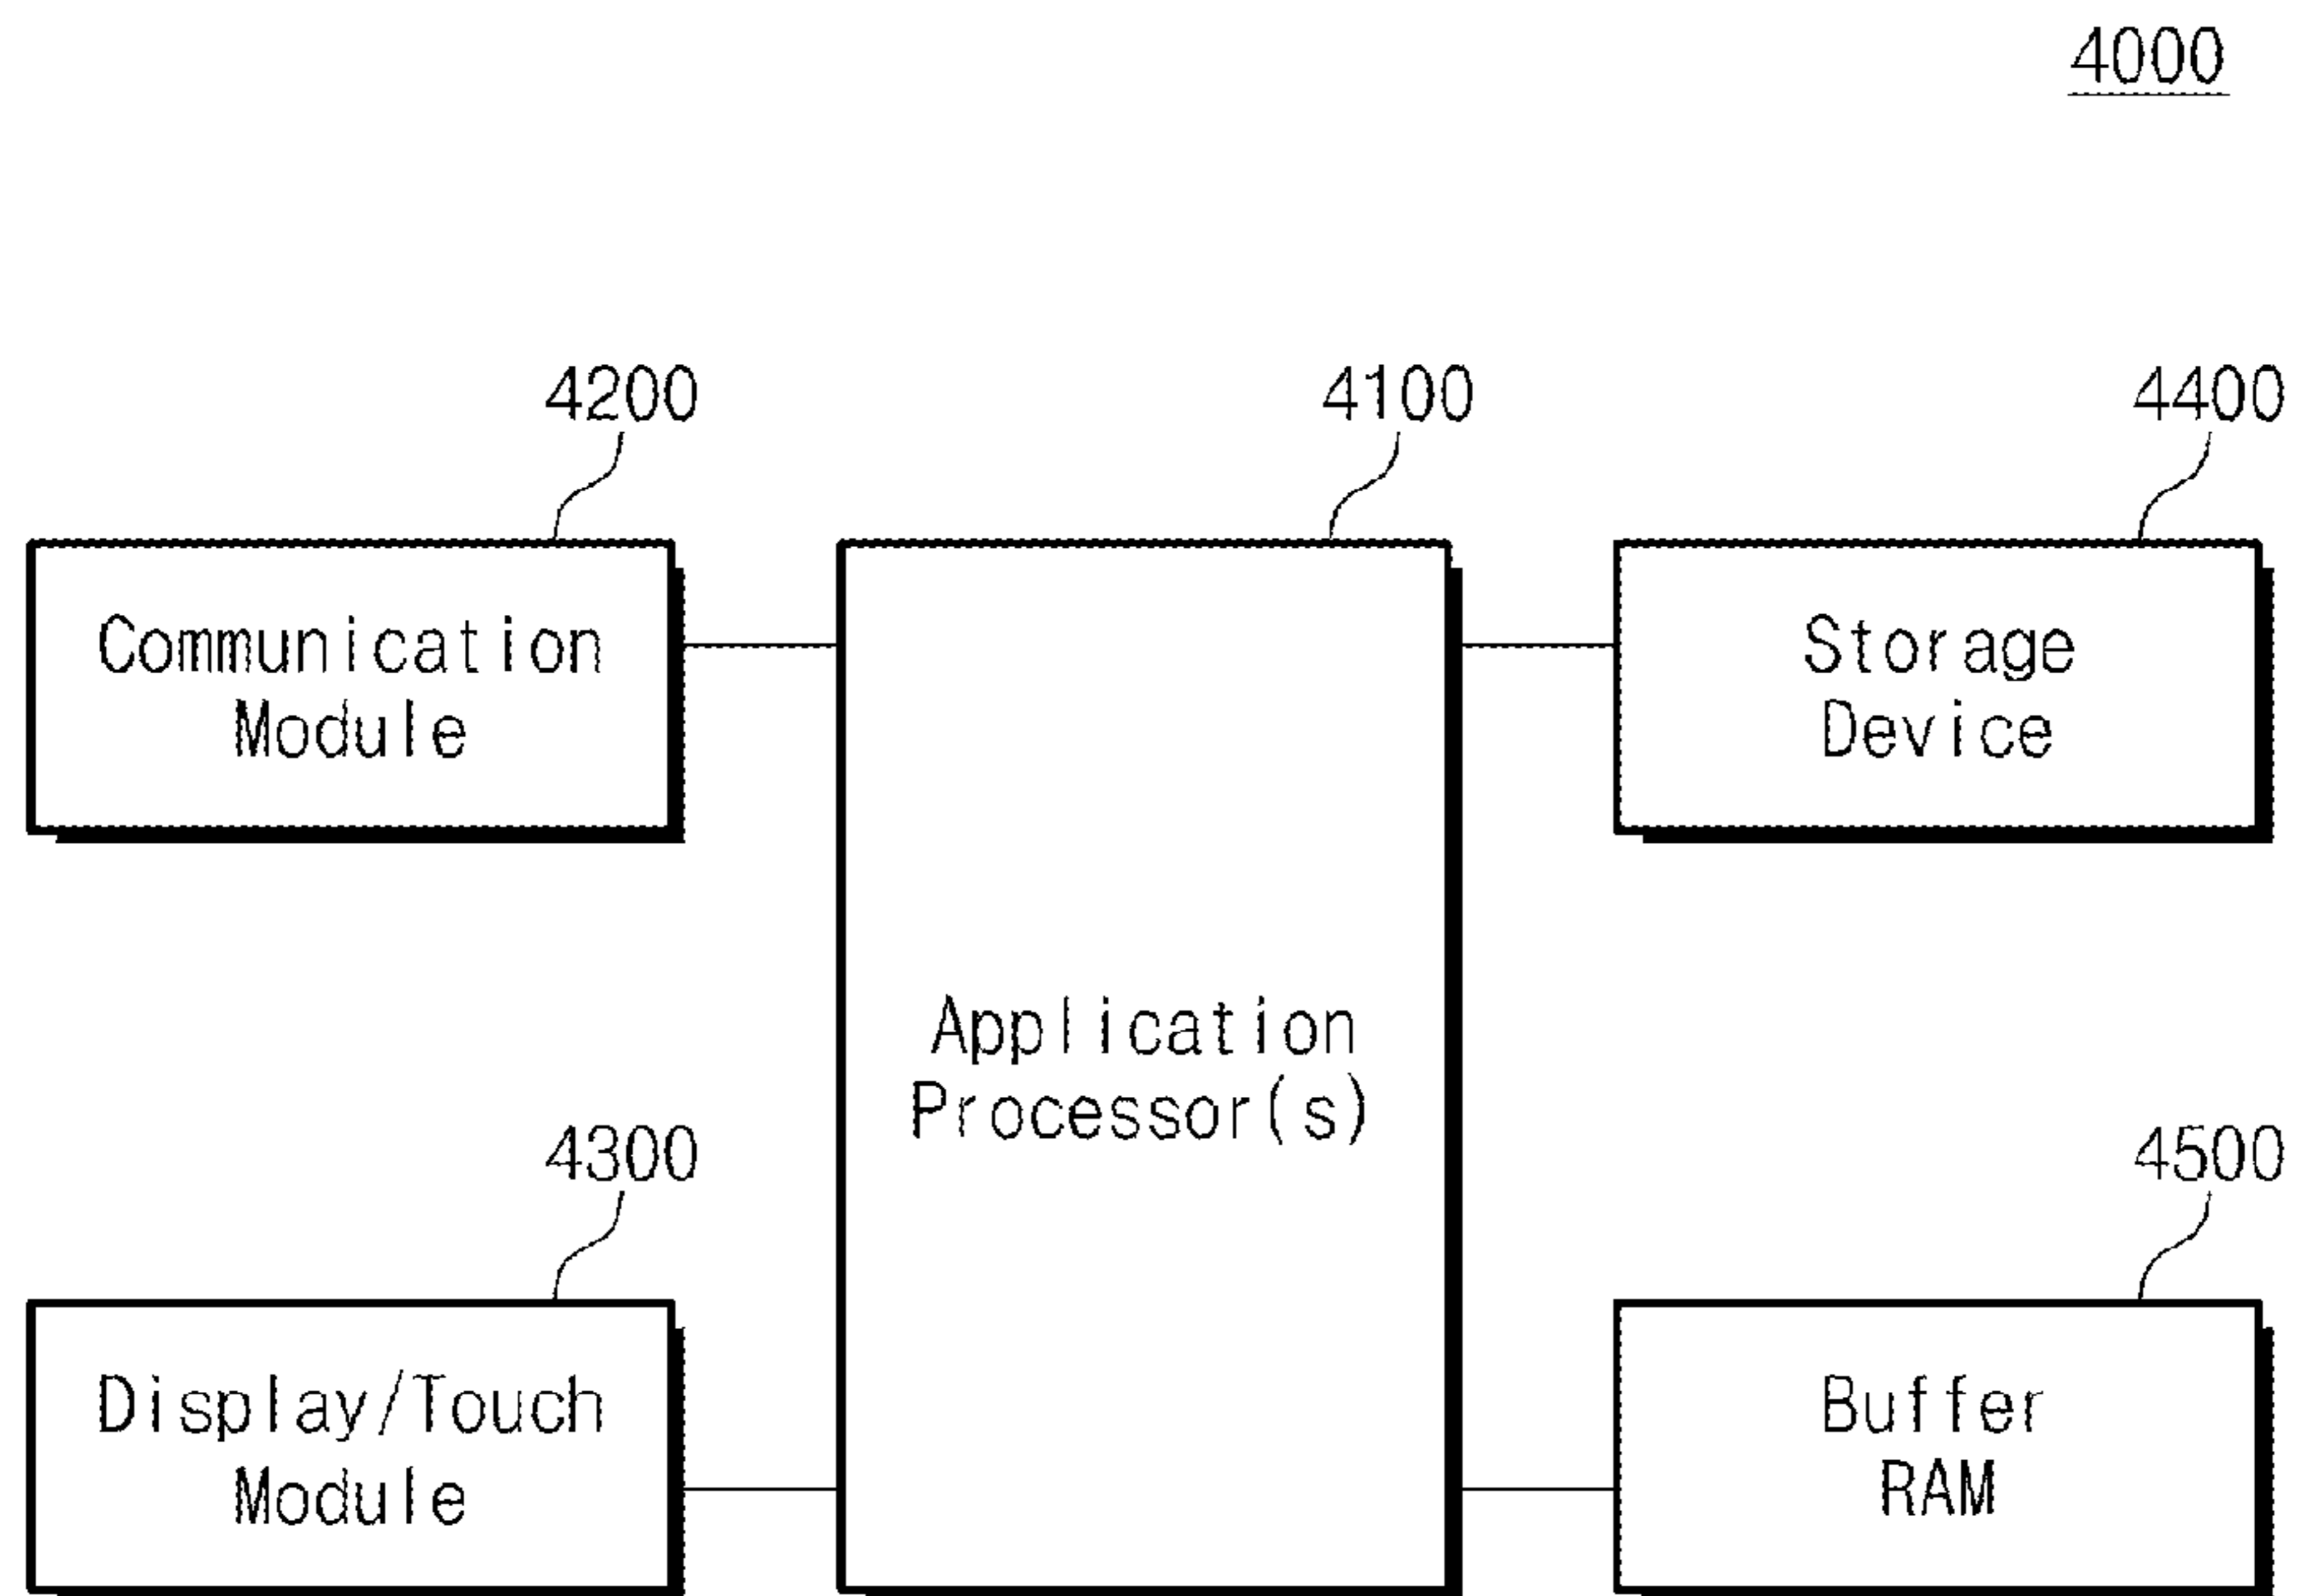 4000
4200
4100
4400
Communication
Module
Storage
Device
Application
Processor(s)
4300
4500
Display/Touch
Module
Buffer
RAM